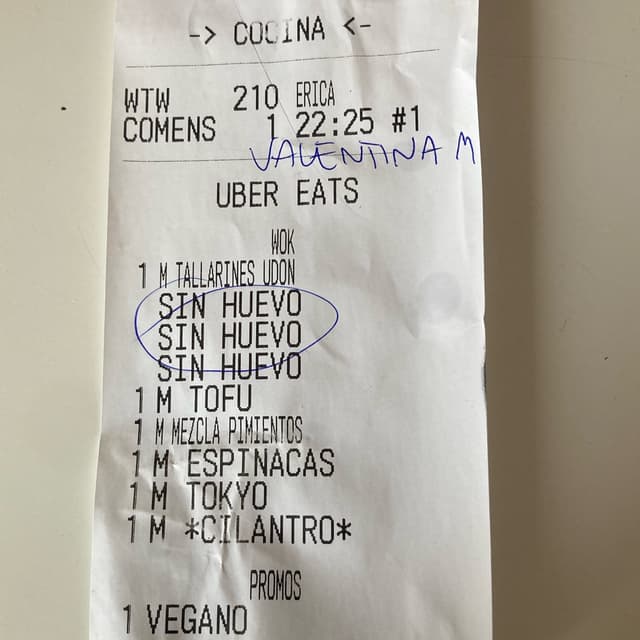 -> COCINA <-
WTW 210 ERICA
COMENS 1 22:25 #1
VALENTINA M
UBER EATS
WOK
1 M TALLARINES UDON
SIN HUEVO
SIN HUEVO
SIN HUEVO
1 M TOFU
1 M MEZCLA PIMIENTOS
1 M ESPINACAS
1 M TOKYO
1 M *CILANTRO*
PROMOS
1 VEGANO